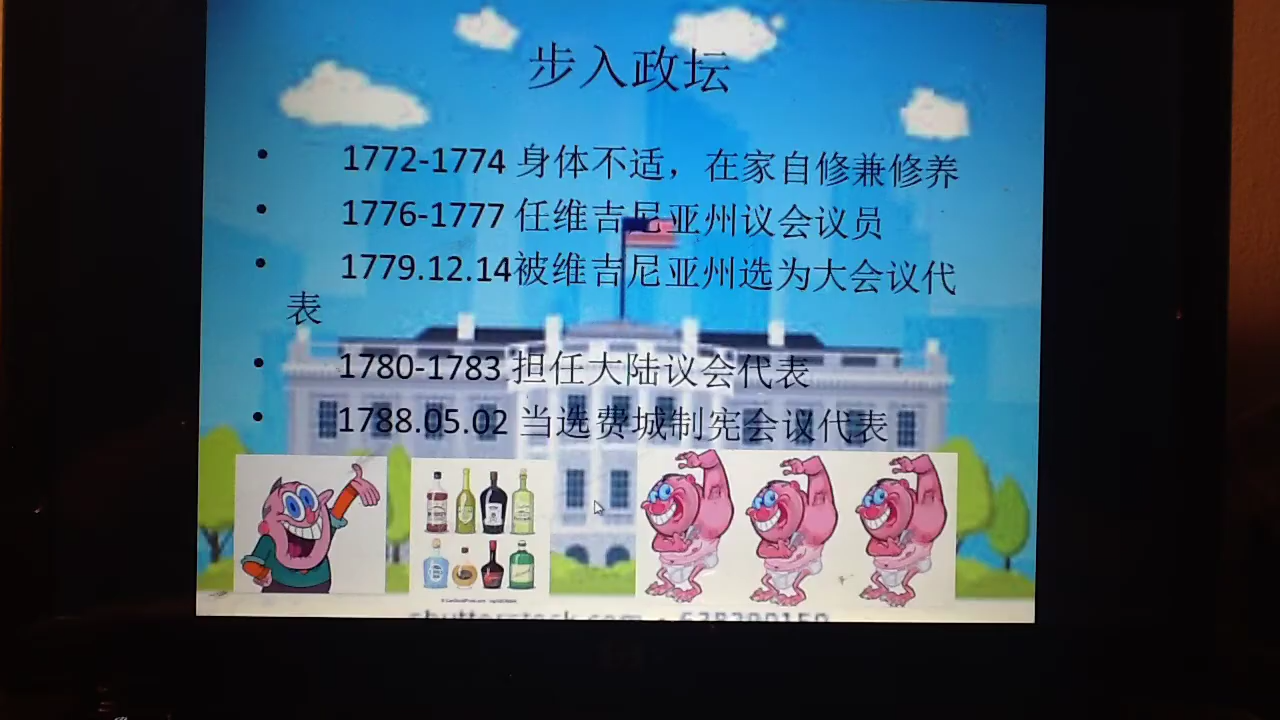 步入政坛
• 1772-1774 身体不适，在家自修兼修养
• 1776-1777 任维吉尼亚州议会议员
• 1779.12.14被维吉尼亚州选为大会议代
表
• 1780-1783 担任大陆议会代表
• 1788.05.02 当选费城制宪会议代表
shutterstock.com • 638290159